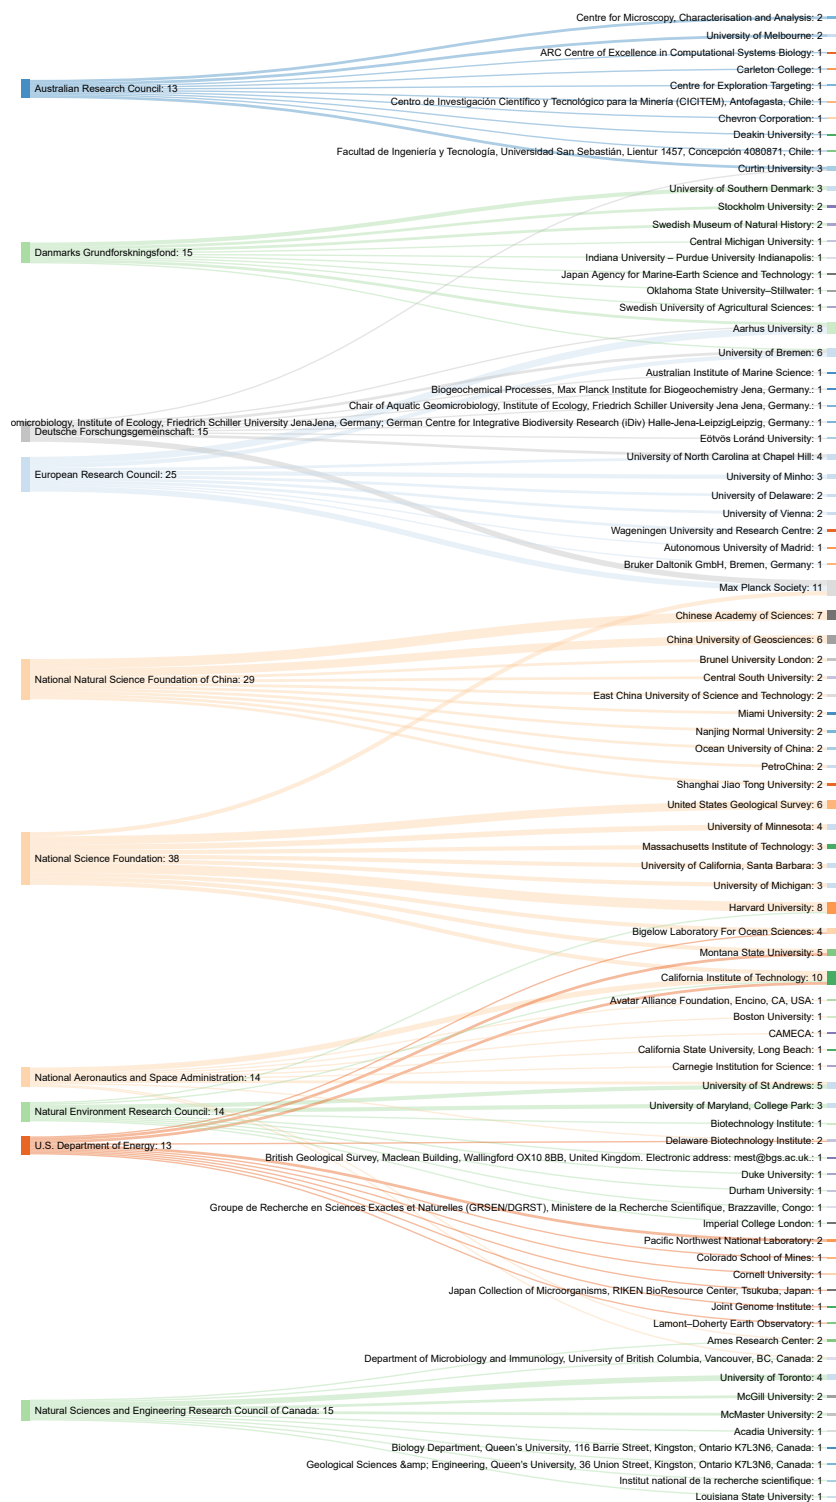 Centre for Microscopy, Characterisation and Analysis: 2
University of Melbourne: 2
ARC Centre of Excellence in Computational Systems Biology: 1
Carleton College: 1
Centre for Exploration Targeting: 1
Australian Research Council: 13
Centro de Investigación Científico y Tecnológico para la Minería (CICITEM), Antofagasta, Chile: 1
Chevron Corporation: 1
Deakin University: 1
Facultad de Ingeniería y Tecnología, Universidad San Sebastián, Lientur 1457, Concepción 4080871, Chile: 1
Curtin University: 3
University of Southern Denmark: 3
Stockholm University: 2
Swedish Museum of Natural History: 2
Central Michigan University: 1
Danmarks Grundforskningsfond: 15
Indiana University – Purdue University Indianapolis: 1
Japan Agency for Marine-Earth Science and Technology: 1
Oklahoma State University–Stillwater: 1
Swedish University of Agricultural Sciences: 1
Aarhus University: 8
University of Bremen: 6
Australian Institute of Marine Science: 1
Biogeochemical Processes, Max Planck Institute for Biogeochemistry Jena, Germany.: 1
Chair of Aquatic Geomicrobiology, Institute of Ecology, Friedrich Schiller University Jena Jena, Germany.: 1
omicrobiology, Institute of Ecology, Friedrich Schiller University JenaJena, Germany; German Centre for Integrative Biodiversity Research (iDiv) Halle-Jena-LeipzigLeipzig, Germany.: 1
Deutsche Forschungsgemeinschaft: 15
Eötvös Loránd University: 1
University of North Carolina at Chapel Hill: 4
European Research Council: 25
University of Minho: 3
University of Delaware: 2
University of Vienna: 2
Wageningen University and Research Centre: 2
Autonomous University of Madrid: 1
Bruker Daltonik GmbH, Bremen, Germany: 1
Max Planck Society: 11
Chinese Academy of Sciences: 7
China University of Geosciences: 6
Brunel University London: 2
Central South University: 2
National Natural Science Foundation of China: 29
East China University of Science and Technology: 2
Miami University: 2
Nanjing Normal University: 2
Ocean University of China: 2
PetroChina: 2
Shanghai Jiao Tong University: 2
United States Geological Survey: 6
University of Minnesota: 4
Massachusetts Institute of Technology: 3
National Science Foundation: 38
University of California, Santa Barbara: 3
University of Michigan: 3
Harvard University: 8
Bigelow Laboratory For Ocean Sciences: 4
Montana State University: 5
California Institute of Technology: 10
Avatar Alliance Foundation, Encino, CA, USA: 1
Boston University: 1
CAMECA: 1
California State University, Long Beach: 1
Carnegie Institution for Science: 1
National Aeronautics and Space Administration: 14
University of St Andrews: 5
University of Maryland, College Park: 3
Natural Environment Research Council: 14
Biotechnology Institute: 1
Delaware Biotechnology Institute: 2
U.S. Department of Energy: 13
British Geological Survey, Maclean Building, Wallingford OX10 8BB, United Kingdom. Electronic address: mest@bgs.ac.uk.: 1
Duke University: 1
Durham University: 1
Groupe de Recherche en Sciences Exactes et Naturelles (GRSEN/DGRST), Ministere de la Recherche Scientifique, Brazzaville, Congo: 1
Imperial College London: 1
Pacific Northwest National Laboratory: 2
Colorado School of Mines: 1
Cornell University: 1
Japan Collection of Microorganisms, RIKEN BioResource Center, Tsukuba, Japan: 1
Joint Genome Institute: 1
Lamont–Doherty Earth Observatory: 1
Ames Research Center: 2
Department of Microbiology and Immunology, University of British Columbia, Vancouver, BC, Canada: 2
University of Toronto: 4
McGill University: 2
Natural Sciences and Engineering Research Council of Canada: 15
McMaster University: 2
Acadia University: 1
Biology Department, Queen's University, 116 Barrie Street, Kingston, Ontario K7L3N6, Canada: 1
Geological Sciences &amp; Engineering, Queen's University, 36 Union Street, Kingston, Ontario K7L3N6, Canada: 1
Institut national de la recherche scientifique: 1
Louisiana State University: 1